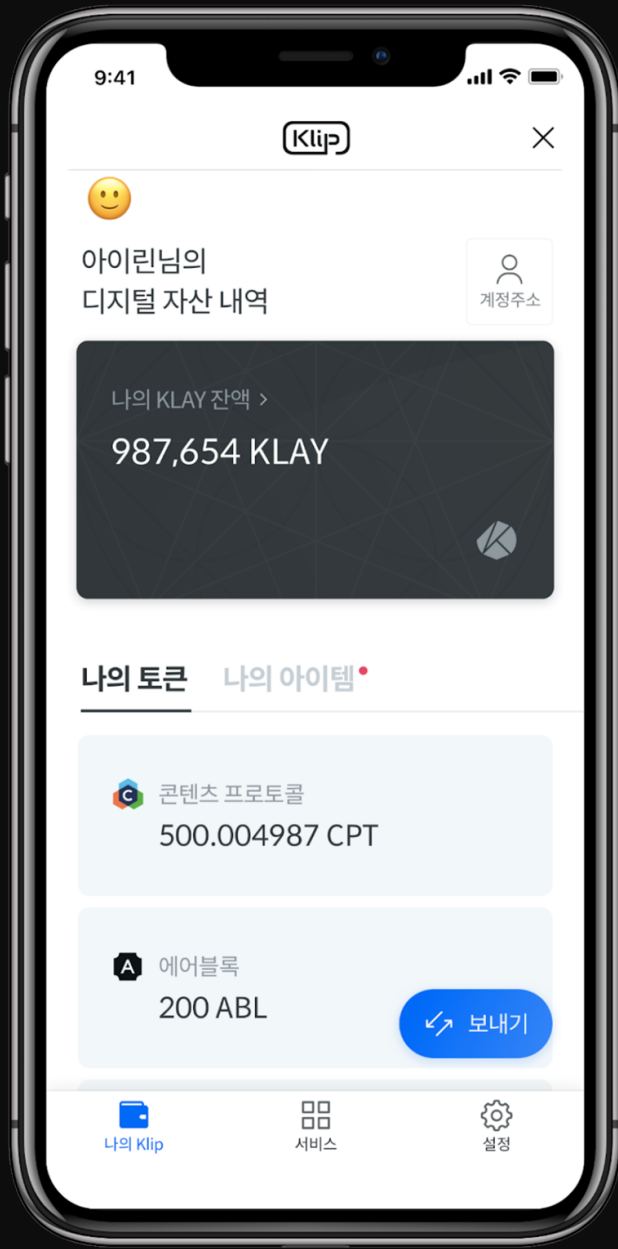 9:41
Klip
아이린님의
디지털 자산 내역
계정주소
나의 KLAY 잔액 >
987,654 KLAY
나의 토큰 나의 아이템
C 콘텐츠 프로토콜
500.004987 CPT
A 에어블록
200 ABL
보내기
나의 Klip 서비스 설정